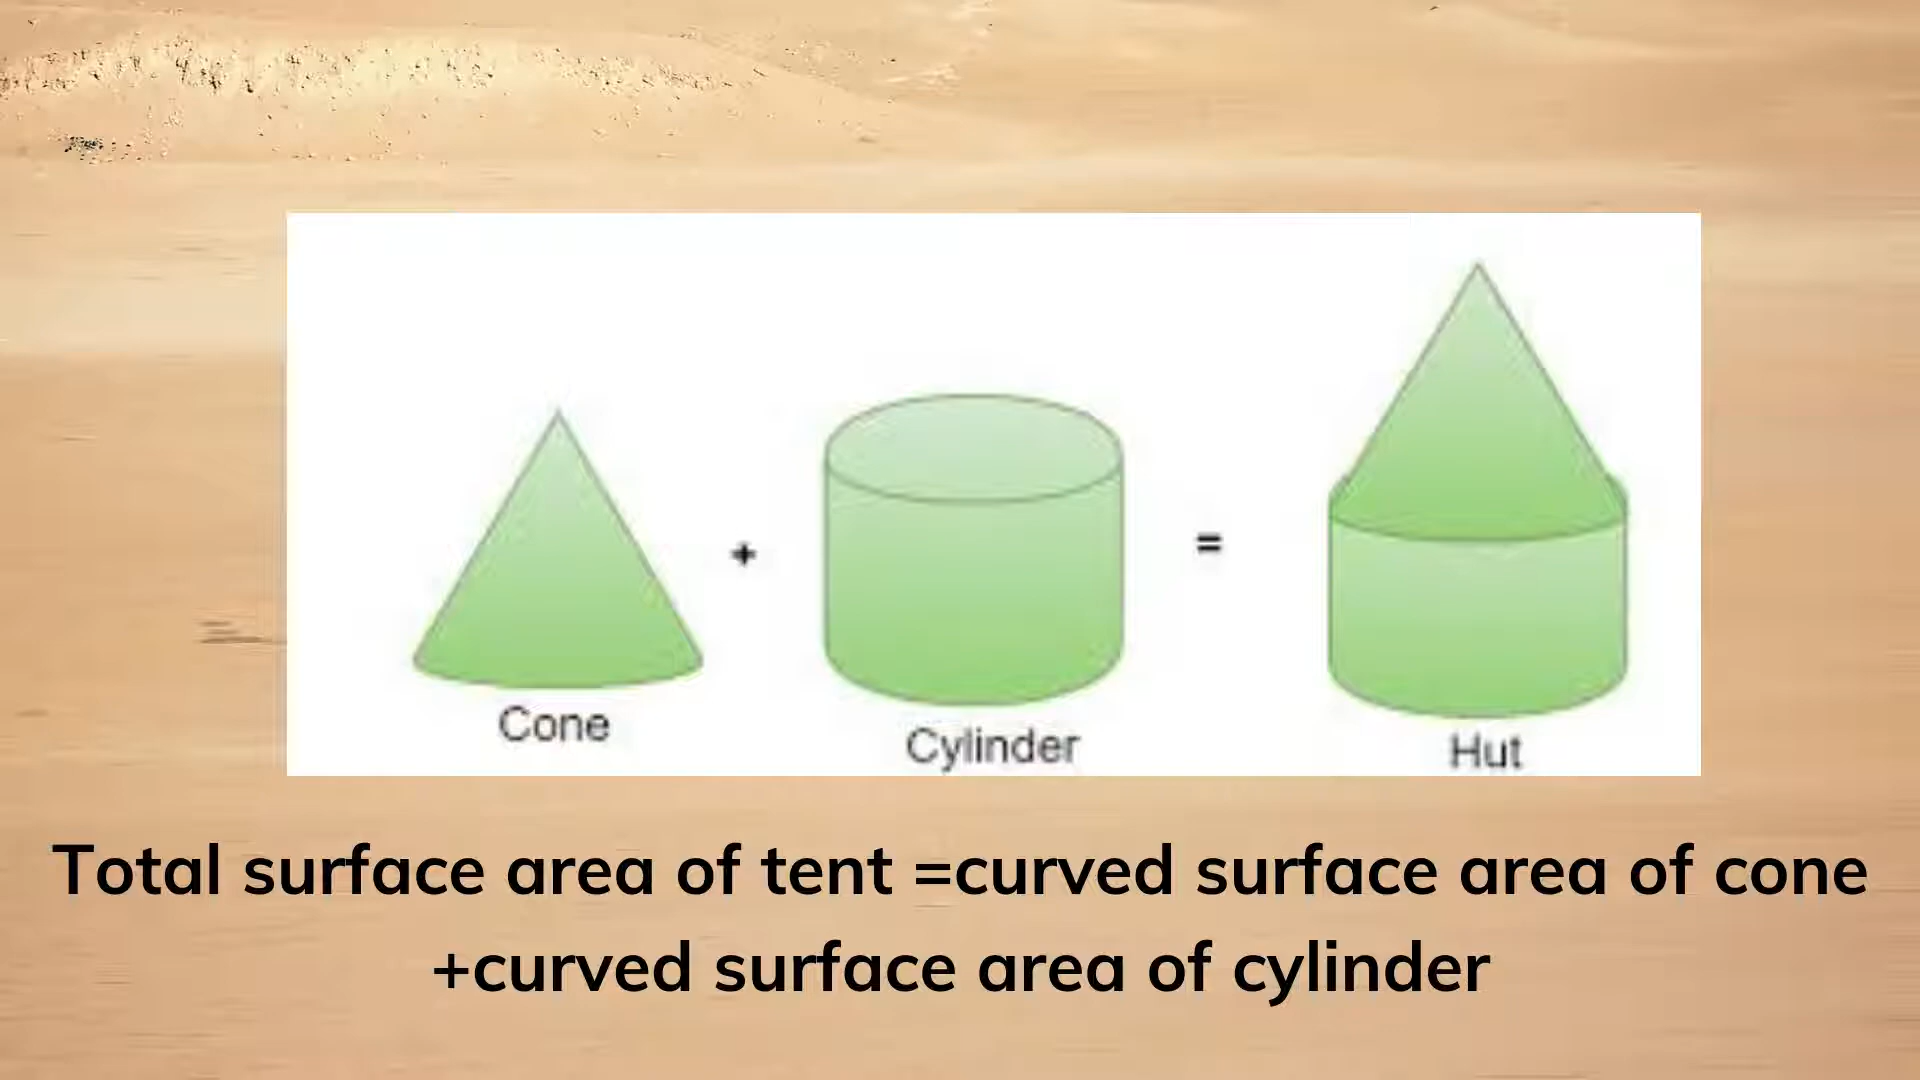 +
=
Cone
Cylinder
Hut
Total surface area of tent =curved surface area of cone
+curved surface area of cylinder